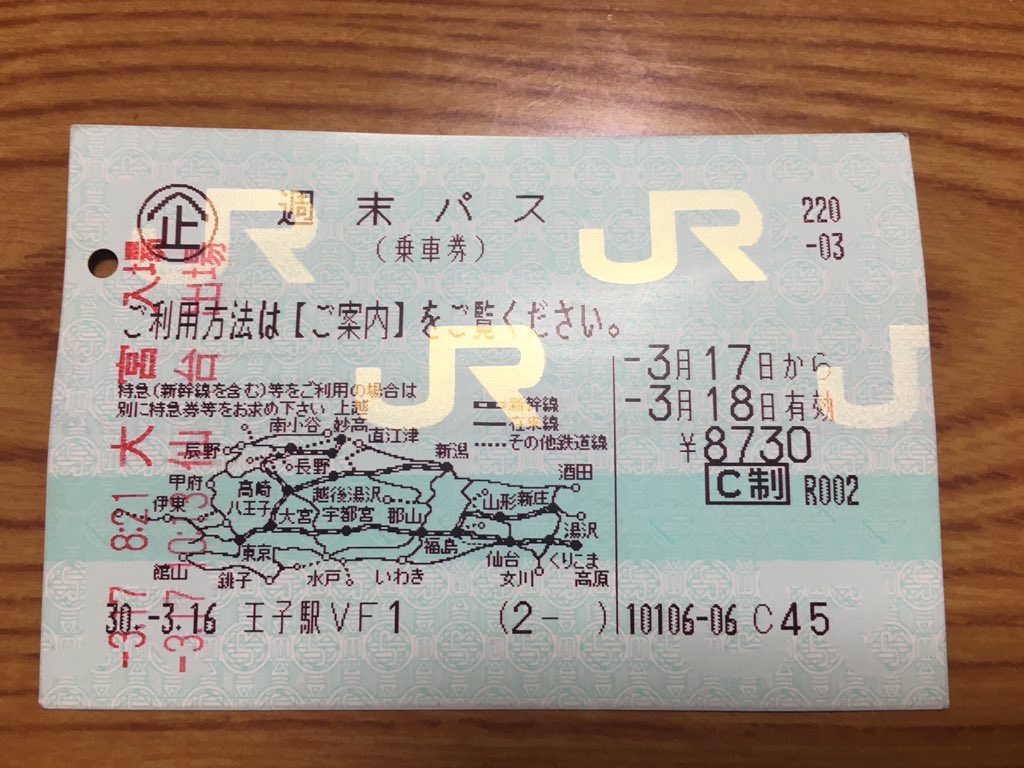 JR
JR
JR
J
止
週末パス
(乗車券)
220
-03
ご利用方法は【ご案内】をご覧ください。
特急(新幹線を含む)等をご利用の場合は
別に特急券等をお求め下さい
-3月17日から
-3月18日有効
¥8730
C制 R002
新幹線
在来線
その他鉄道線
上越
南小谷
妙高
直江津
新潟
酒田
辰野
長野
甲府
高崎
越後湯沢
山形
新庄
伊東
八王子
大宮
宇都宮
郡山
湯沢
東京
福島
仙台
くりこま
高原
館山
銚子
水戸
いわき
女川
30.-3.16 王子駅VF1 (2- ) 10106-06 C45
-3.17 8:21 大宮 入場
-3.17 10:13 仙台 出場